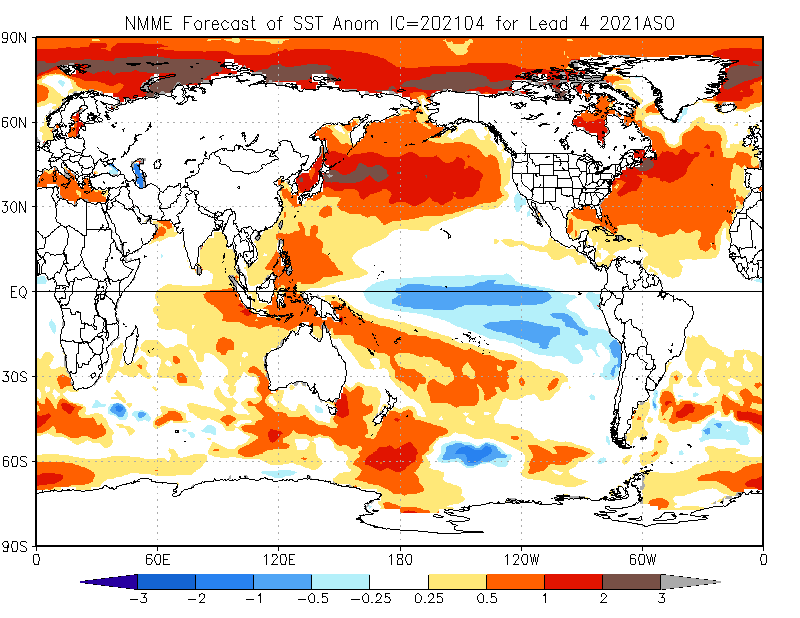 NMME Forecast of SST Anom IC=202104 for Lead 4 2021ASO
90N
60N
30N
EQ
30S
60S
90S
0 60E 120E 180 120W 60W 0
-3 -2 -1 -0.5 -0.25 0.25 0.5 1 2 3